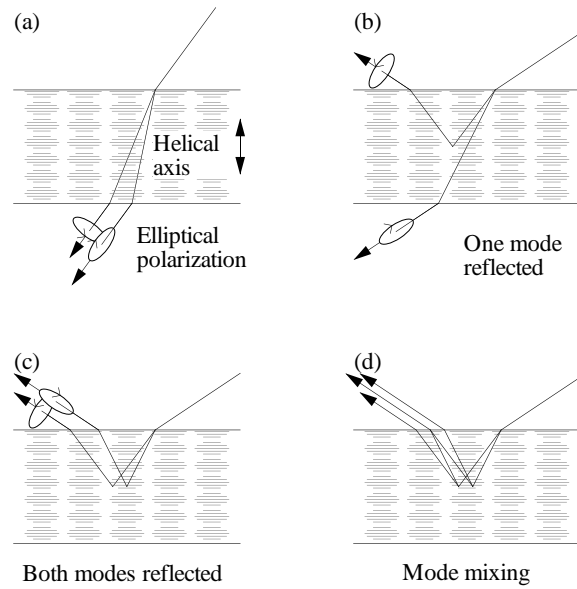 (a)
(b)
Helical
axis
Elliptical
polarization
One mode
reflected
(c)
(d)
Both modes reflected
Mode mixing